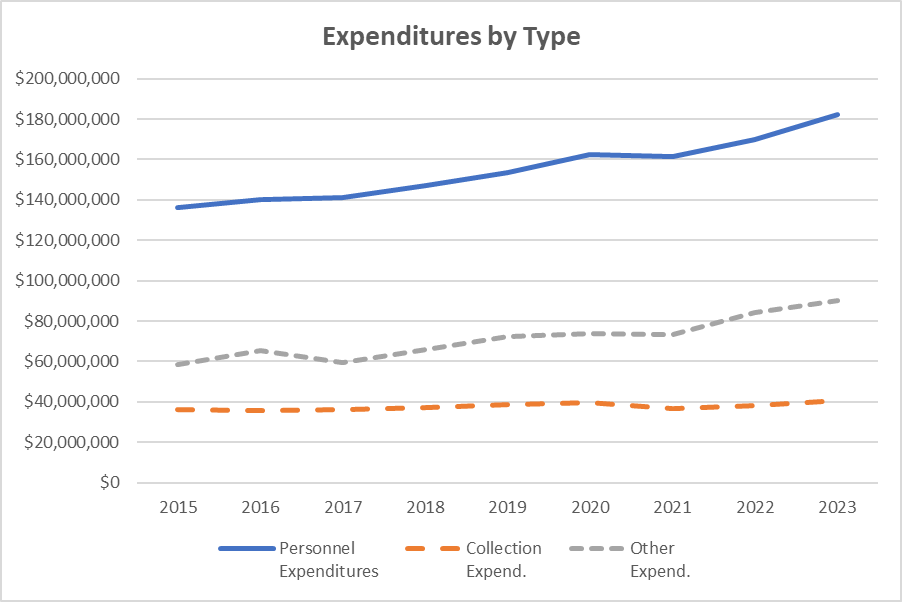 Expenditures by Type
$200,000,000
$180,000,000
$160,000,000
$140,000,000
$120,000,000
$100,000,000
$80,000,000
$60,000,000
$40,000,000
$20,000,000
$0
2015 2016 2017 2018 2019 2020 2021 2022 2023
Personnel Collection Other
Expenditures Expend. Expend.